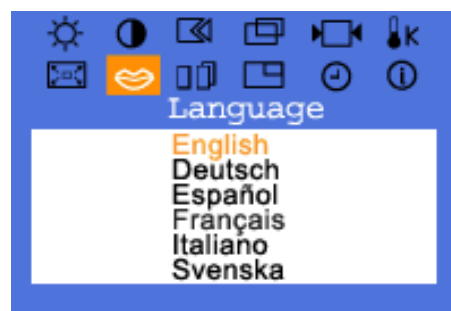 K
Language
English
Deutsch
Español
Français
Italiano
Svenska